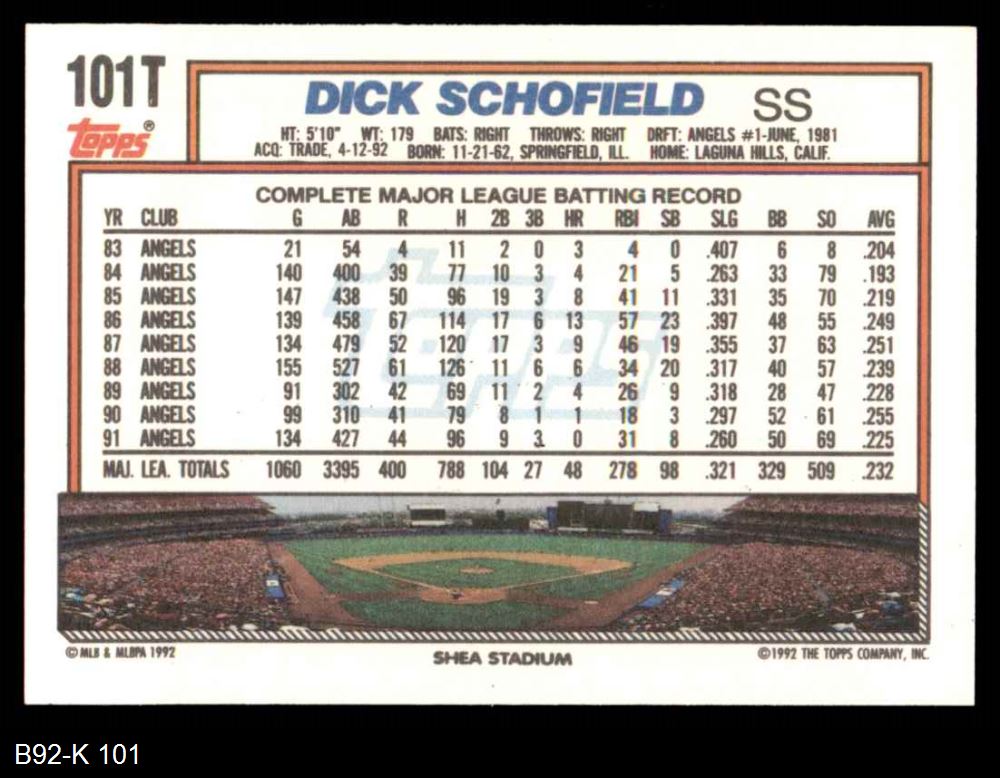 101T
Topps®
DICK SCHOFIELD SS
HT: 5'10" WT: 179 BATS: RIGHT THROWS: RIGHT DRFT: ANGELS #1-JUNE, 1981
ACQ: TRADE, 4-12-92 BORN: 11-21-62, SPRINGFIELD, ILL. HOME: LAGUNA HILLS, CALIF.
COMPLETE MAJOR LEAGUE BATTING RECORD
YR CLUB G AB R H 2B 3B HR RBI SB SLG BB SO AVG
83 ANGELS 21 54 4 11 2 0 3 4 0 .407 6 8 .204
84 ANGELS 140 400 39 77 10 3 4 21 5 .263 33 79 .193
85 ANGELS 147 438 50 96 19 3 8 41 11 .331 35 70 .219
86 ANGELS 139 458 67 114 17 6 13 57 23 .397 48 55 .249
87 ANGELS 134 479 52 120 17 3 9 46 19 .355 37 63 .251
88 ANGELS 155 527 61 126 11 6 6 34 20 .317 40 57 .239
89 ANGELS 91 302 42 69 11 2 4 26 9 .318 28 47 .228
90 ANGELS 99 310 41 79 8 1 1 18 3 .297 52 61 .255
91 ANGELS 134 427 44 96 9 3 0 31 8 .260 50 69 .225
MAJ. LEA. TOTALS 1060 3395 400 788 104 27 48 278 98 .321 329 509 .232
Topps
© MLB & MLBPA 1992
SHEA STADIUM
©1992 THE TOPPS COMPANY, INC.
B92-K 101